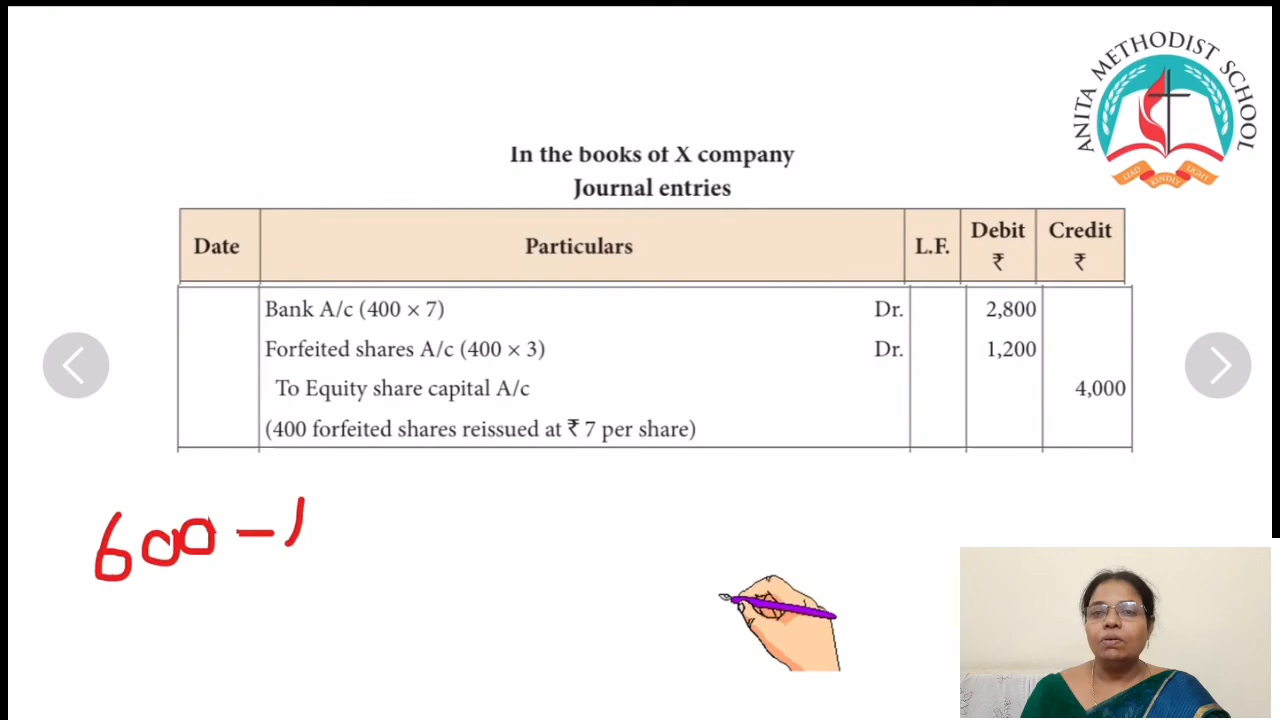 ANITA METHODIST SCHOOL
LEAD KINDLY LIGHT
In the books of X company
Journal entries
Date Particulars L.F. Debit ₹ Credit ₹
Bank A/c (400 × 7) Dr. 2,800
Forfeited shares A/c (400 × 3) Dr. 1,200
To Equity share capital A/c 4,000
(400 forfeited shares reissued at ₹ 7 per share)
600 – 1